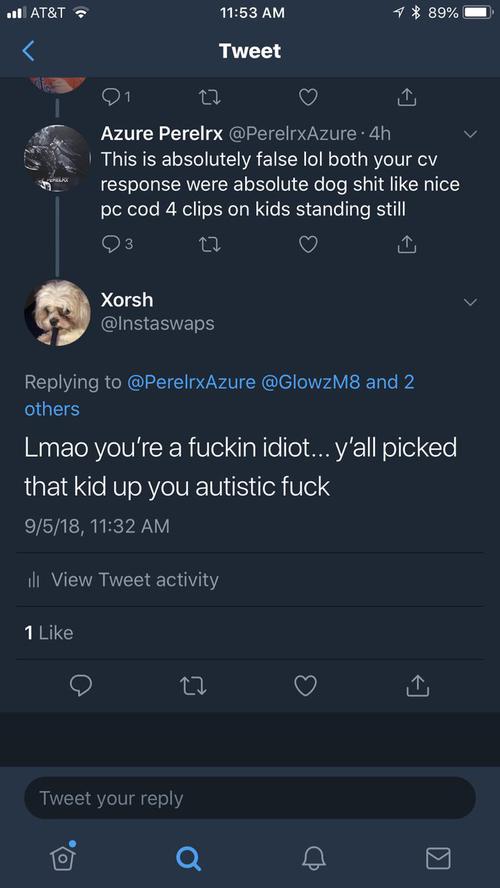 AT&T 11:53 AM 89%
Tweet
1
Azure Perelrx @PerelrxAzure · 4h
This is absolutely false lol both your cv
response were absolute dog shit like nice
pc cod 4 clips on kids standing still
3
Xorsh
@Instaswaps
Replying to @PerelrxAzure @GlowzM8 and 2
others
Lmao you're a fuckin idiot... y'all picked
that kid up you autistic fuck
9/5/18, 11:32 AM
View Tweet activity
1 Like
Tweet your reply